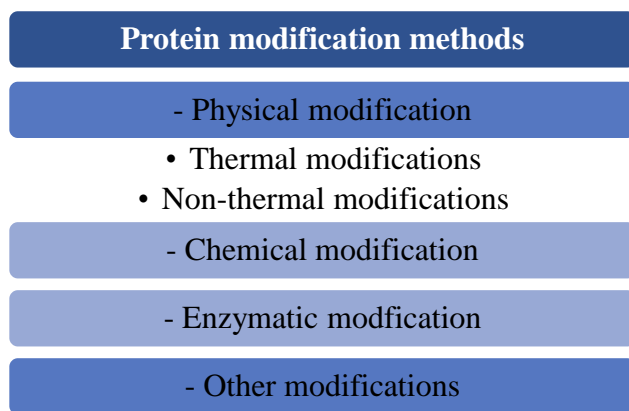 Protein modification methods
- Physical modification
• Thermal modifications
• Non-thermal modifications
- Chemical modification
- Enzymatic modfication
- Other modifications